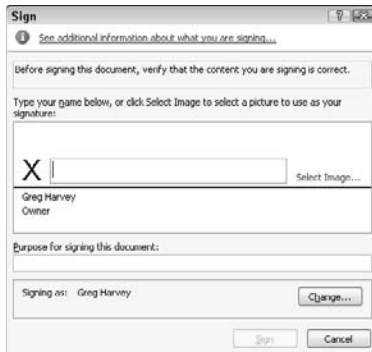 Sign
See additional information about what you are signing...
Before signing this document, verify that the content you are signing is correct.
Type your name below, or click Select Image to select a picture to use as your
signature:
X
Select Image...
Greg Harvey
Owner
Purpose for signing this document:
Signing as: Greg Harvey
Change...
Sign Cancel